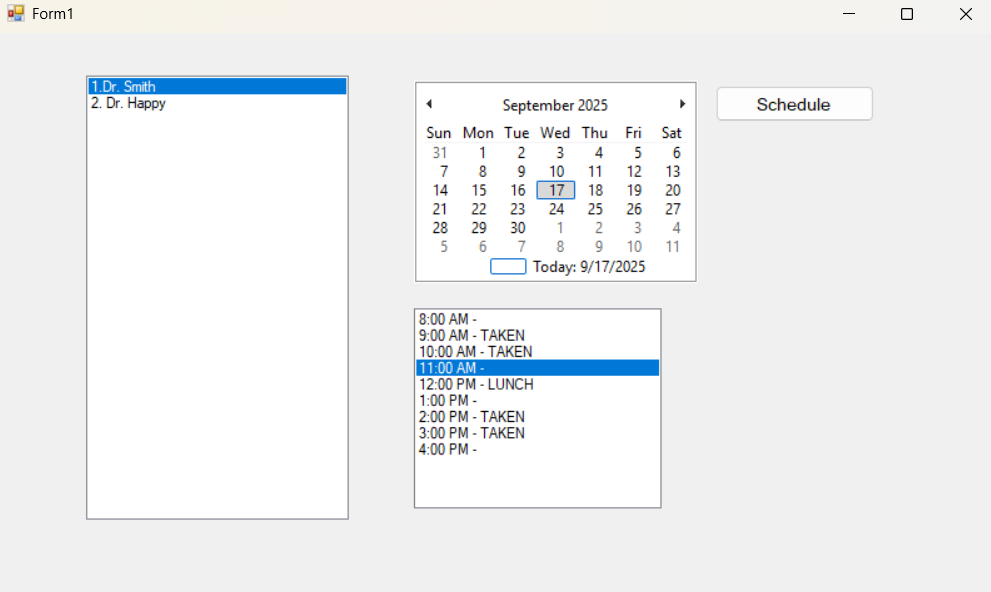 Form1
1.Dr. Smith
2. Dr. Happy
September 2025
Sun Mon Tue Wed Thu Fri Sat
31 1 2 3 4 5 6
7 8 9 10 11 12 13
14 15 16 17 18 19 20
21 22 23 24 25 26 27
28 29 30 1 2 3 4
5 6 7 8 9 10 11
Today: 9/17/2025
Schedule
8:00 AM -
9:00 AM - TAKEN
10:00 AM - TAKEN
11:00 AM -
12:00 PM - LUNCH
1:00 PM -
2:00 PM - TAKEN
3:00 PM - TAKEN
4:00 PM -